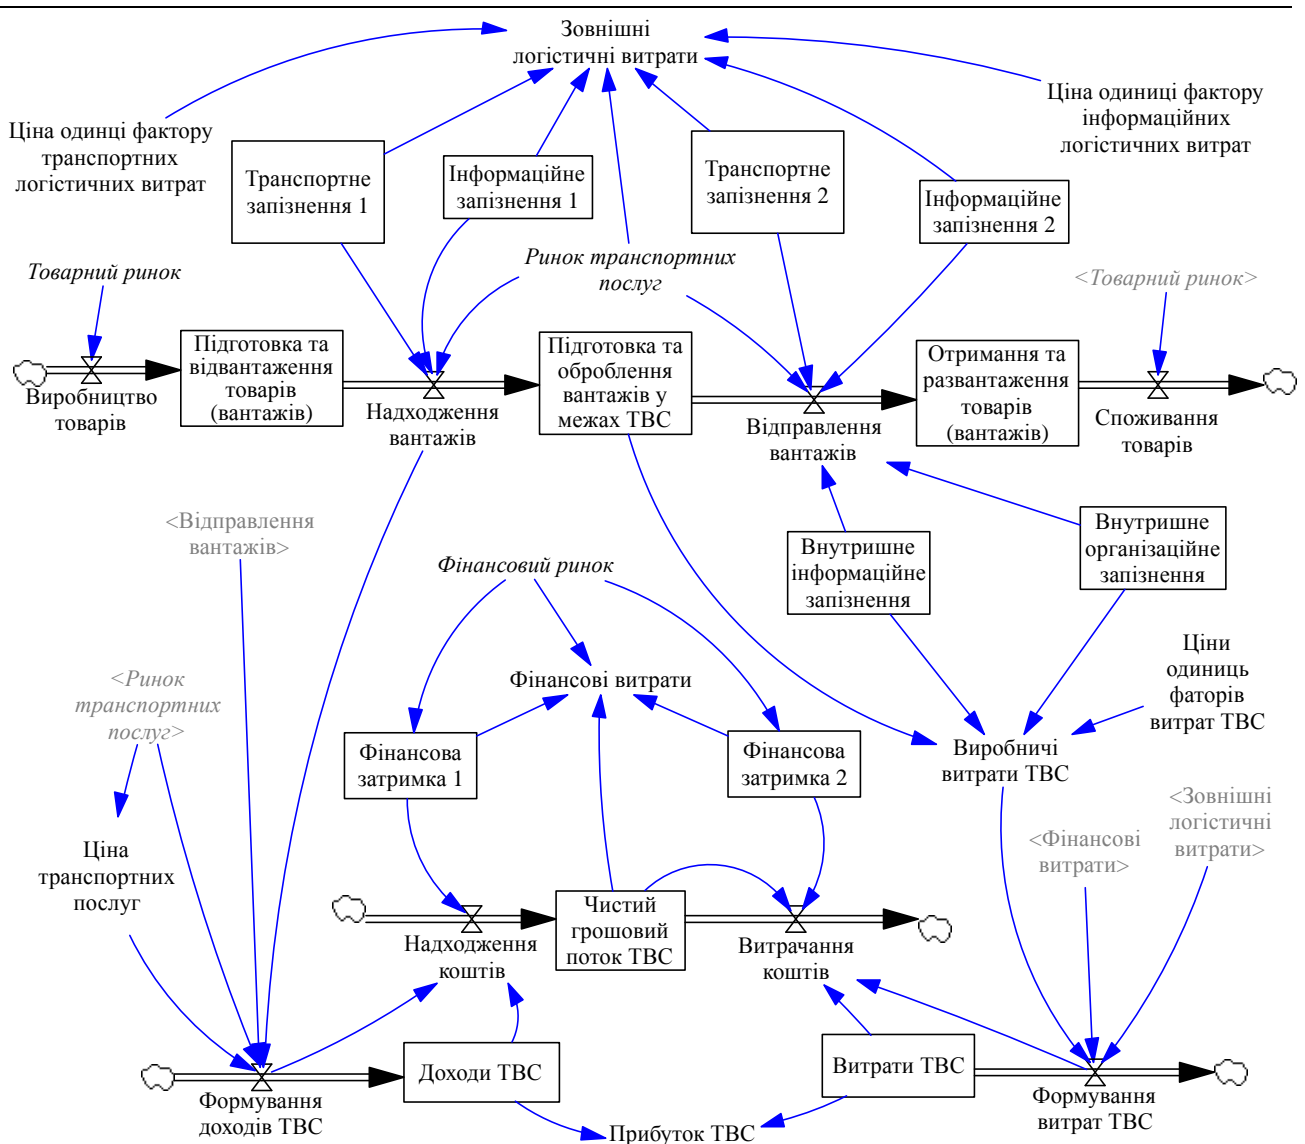 Зовнішні
логістичні витрати
Ціна одинці фактору
транспортних
логістичних витрат
Ціна одиниці фактору
інформаційних
логістичних витрат
Транспортне
запізнення 1
Інформаційне
запізнення 1
Транспортне
запізнення 2
Інформаційне
запізнення 2
Товарний ринок
Ринок транспортних
послуг
<Товарний ринок>
Виробництво
товарів
Підготовка та
відвантаження
товарів
(вантажів)
Надходження
вантажів
Підготовка та
оброблення
вантажів у
межах ТВС
Відправлення
вантажів
Отримання та
развантаження
товарів
(вантажів)
Споживання
товарів
<Відправлення
вантажів>
Фінансовий ринок
Внутришне
інформаційне
запізнення
Внутришне
організаційне
запізнення
<Ринок
транспортних
послуг>
Фінансові витрати
Ціни
одиниць
фаторів
витрат ТВС
Фінансова
затримка 1
Фінансова
затримка 2
Виробничі
витрати ТВС
Ціна
транспортних
послуг
<Фінансові
витрати>
<Зовнішні
логістичні
витрати>
Надходження
коштів
Чистий
грошовий
поток ТВС
Витрачання
коштів
Формування
доходів ТВС
Доходи ТВС
Витрати ТВС
Формування
витрат ТВС
Прибуток ТВС